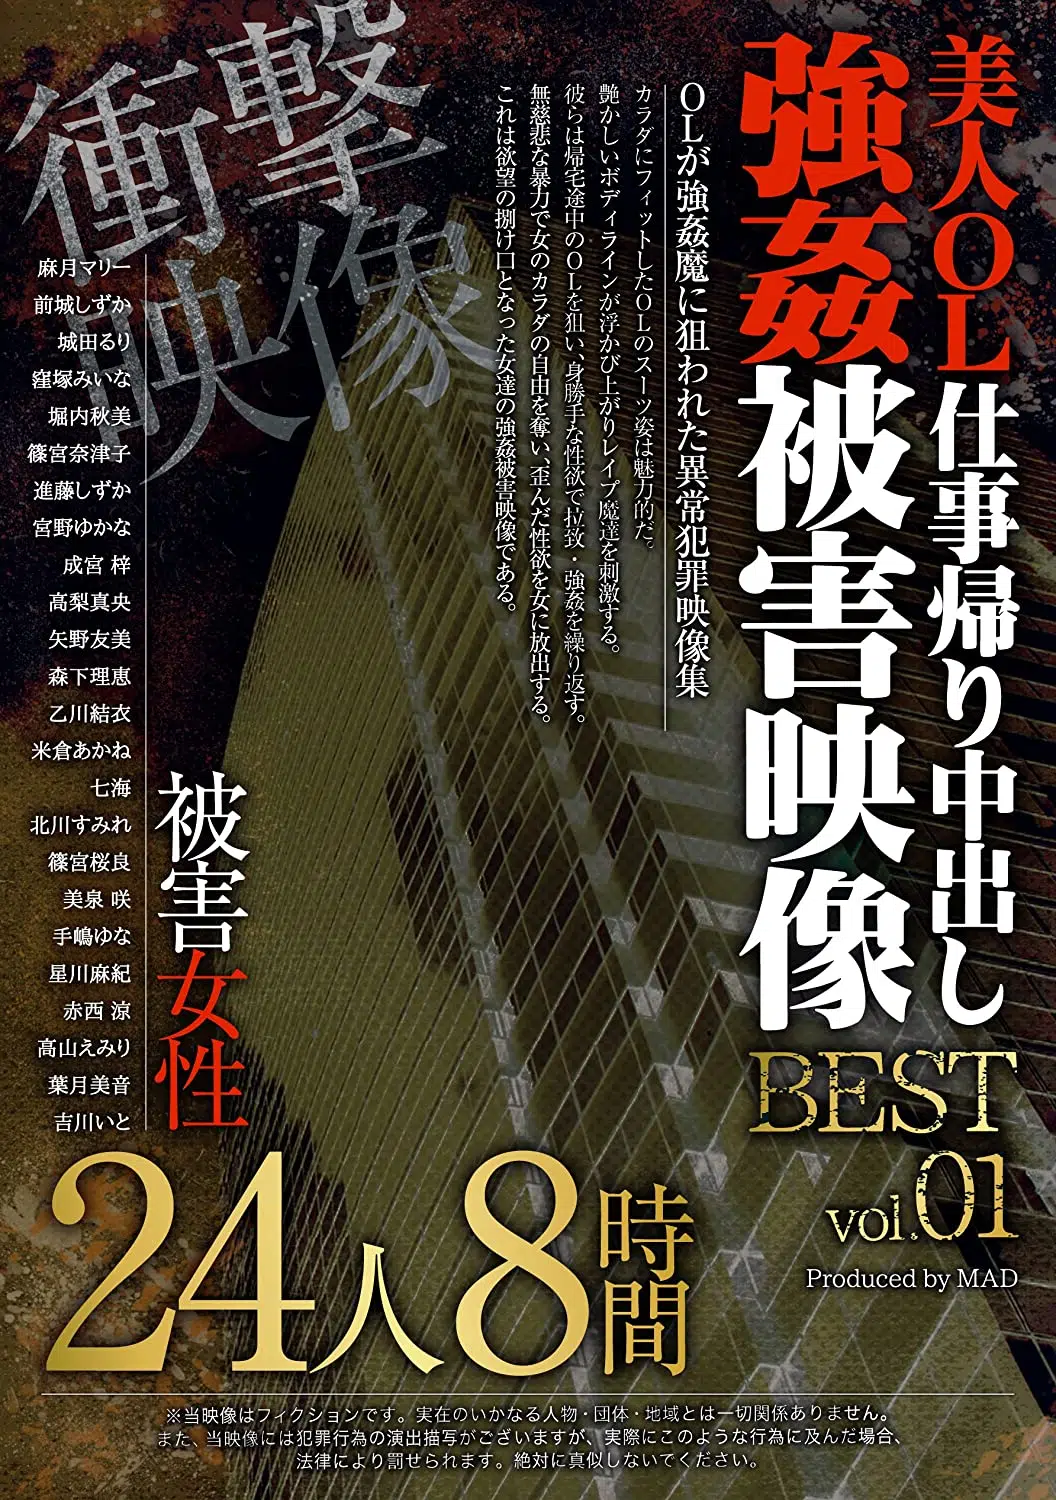 美人OL仕事帰り中出し
強姦被害映像
BEST
vol.01
Produced by MAD
OLが強姦魔に狙われた異常犯罪映像集
カラダにフィットしたOLのスーツ姿は魅力的だ。
艶かしいボディラインが浮かび上がりレイプ魔達を刺激する。
彼らは帰宅途中のOLを狙い、身勝手な性欲で拉致・強姦を繰り返す。
無慈悲な暴力で女のカラダの自由を奪い、歪んだ性欲を女に放出する。
これは欲望の捌け口となった女達の強姦被害映像である。
衝撃
映像
被害女性
麻月マリー
前城しずか
城田るり
窪塚みいな
堀内秋美
篠宮奈津子
進藤しずか
宮野ゆかな
成宮 梓
高梨真央
矢野友美
森下理恵
乙川結衣
米倉あかね
七海
北川すみれ
篠宮桜良
美泉 咲
手嶋ゆな
星川麻紀
赤西 涼
高山えみり
葉月美音
吉川いと
24人8時間
※当映像はフィクションです。実在のいかなる人物・団体・地域とは一切関係ありません。
また、当映像には犯罪行為の演出描写がございますが、実際にこのような行為に及んだ場合、
法律により罰せられます。絶対に真似しないでください。